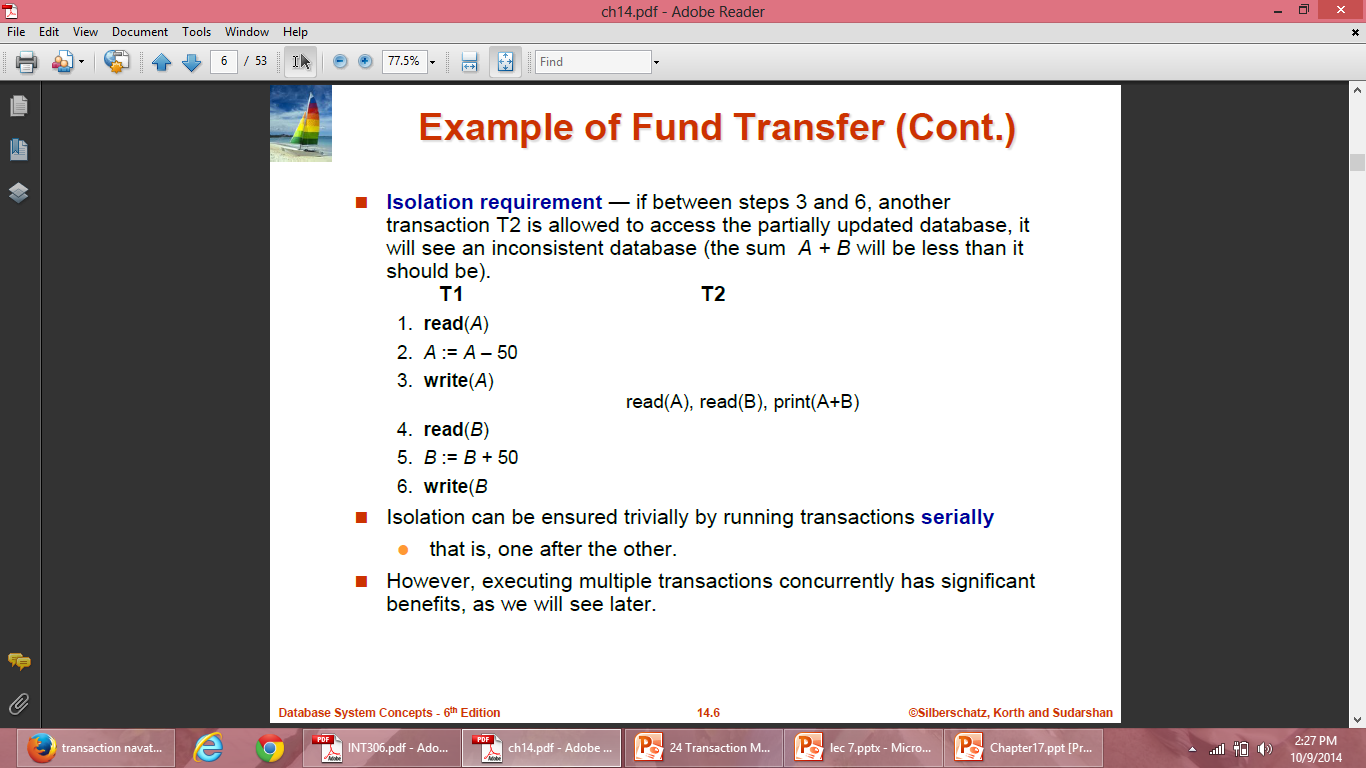 ch14.pdf - Adobe Reader
File Edit View Document Tools Window Help
6 / 53 77.5% Find
Example of Fund Transfer (Cont.)
Isolation requirement — if between steps 3 and 6, another
transaction T2 is allowed to access the partially updated database, it
will see an inconsistent database (the sum A + B will be less than it
should be).
T1 T2
1. read(A)
2. A := A – 50
3. write(A)
read(A), read(B), print(A+B)
4. read(B)
5. B := B + 50
6. write(B
Isolation can be ensured trivially by running transactions serially
that is, one after the other.
However, executing multiple transactions concurrently has significant
benefits, as we will see later.
Database System Concepts - 6th Edition 14.6 ©Silberschatz, Korth and Sudarshan
transaction navat... INT306.pdf - Ado... ch14.pdf - Adobe ... 24 Transaction M... lec 7.pptx - Micro... Chapter17.ppt [Pr... 2:27 PM
10/9/2014